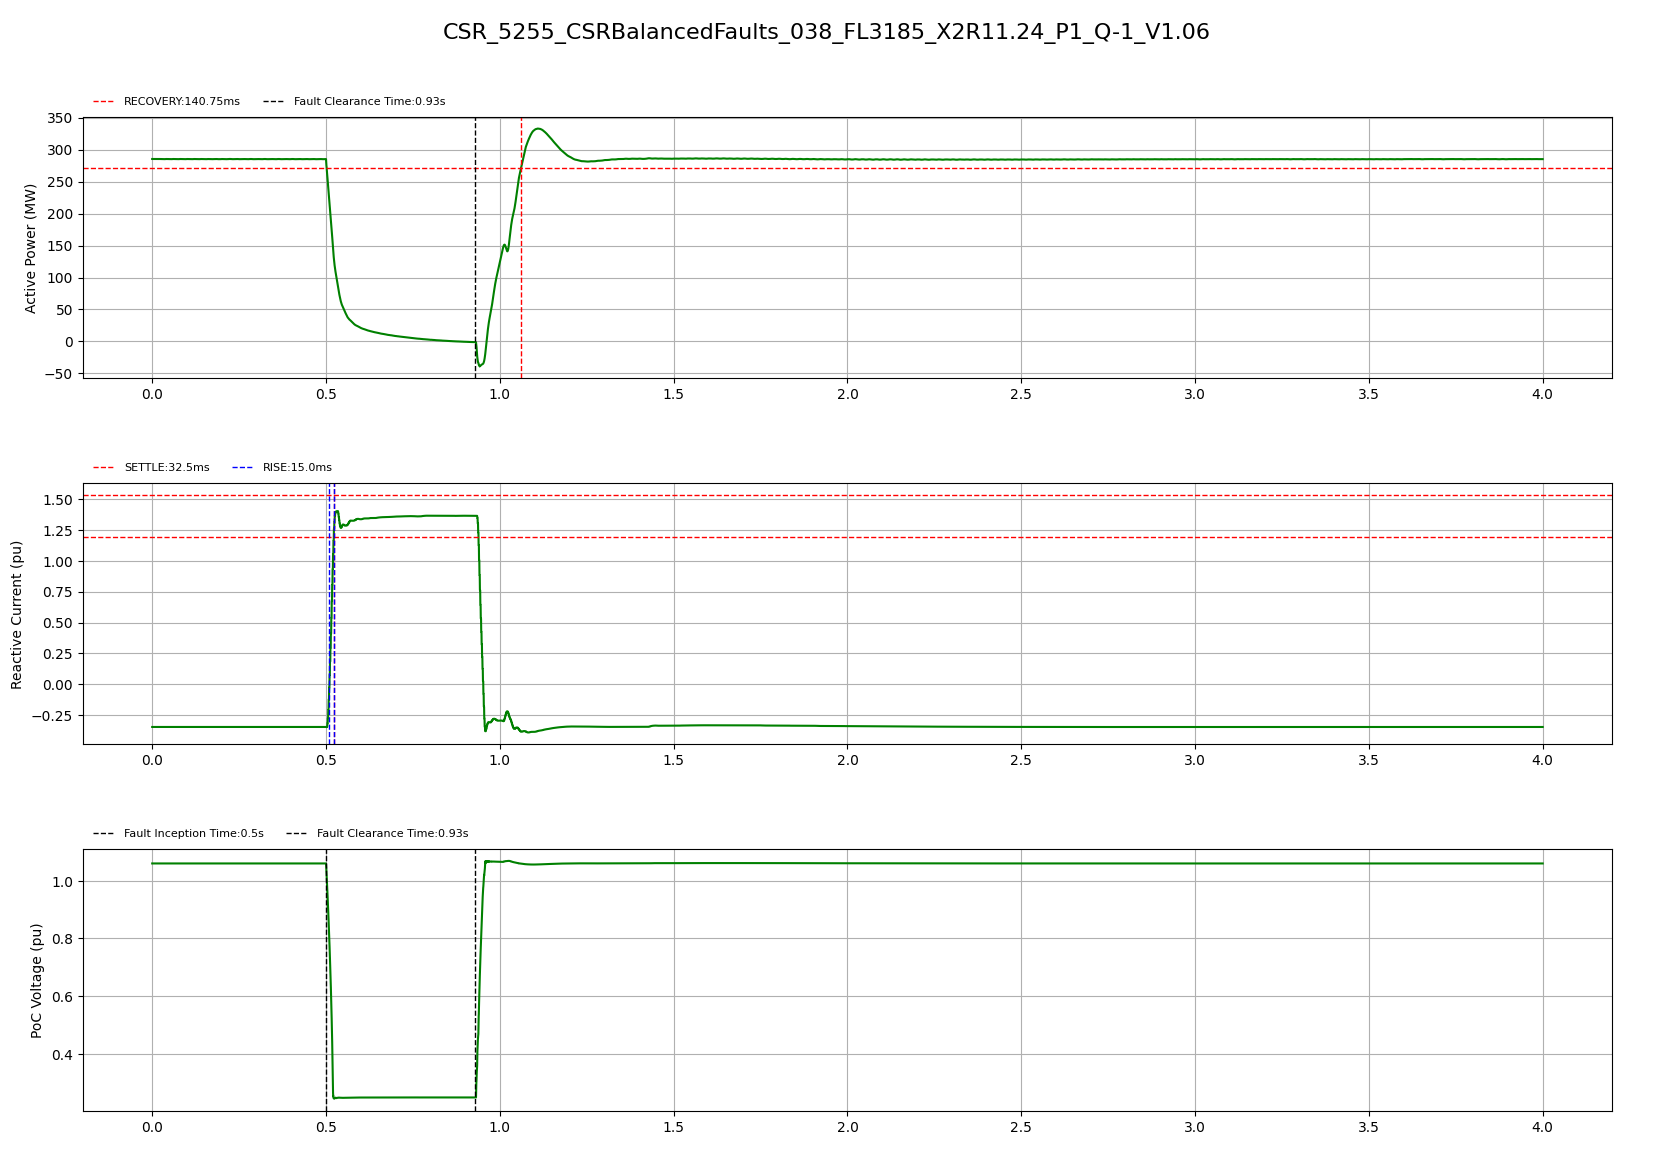 CSR_5255_CSRBalancedFaults_038_FL3185_X2R11.24_P1_Q-1_V1.06
RECOVERY:140.75ms Fault Clearance Time:0.93s
350
300
250
200
150
100
50
0
−50
Active Power (MW)
0.0 0.5 1.0 1.5 2.0 2.5 3.0 3.5 4.0
SETTLE:32.5ms RISE:15.0ms
1.50
1.25
1.00
0.75
0.50
0.25
0.00
−0.25
Reactive Current (pu)
0.0 0.5 1.0 1.5 2.0 2.5 3.0 3.5 4.0
Fault Inception Time:0.5s Fault Clearance Time:0.93s
1.0
0.8
0.6
0.4
PoC Voltage (pu)
0.0 0.5 1.0 1.5 2.0 2.5 3.0 3.5 4.0